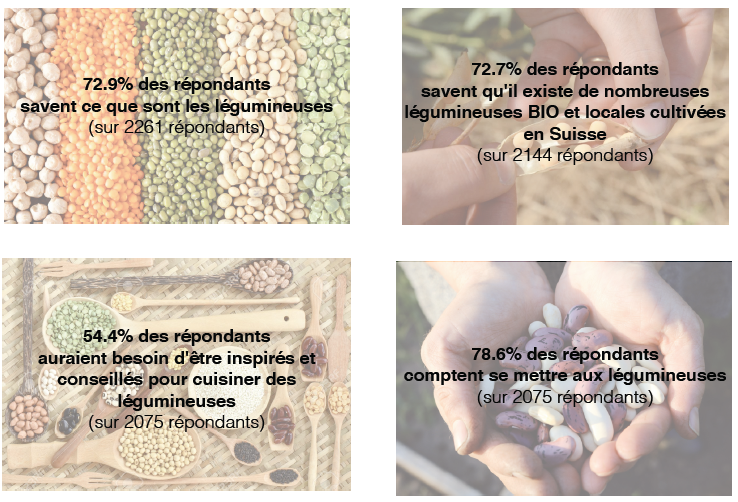 72.9% des répondants
savent ce que sont les légumineuses
(sur 2261 répondants)
72.7% des répondants
savent qu'il existe de nombreuses
légumineuses BIO et locales cultivées
en Suisse
(sur 2144 répondants)
54.4% des répondants
auraient besoin d'être inspirés et
conseillés pour cuisiner des
légumineuses
(sur 2075 répondants)
78.6% des répondants
comptent se mettre aux légumineuses
(sur 2075 répondants)